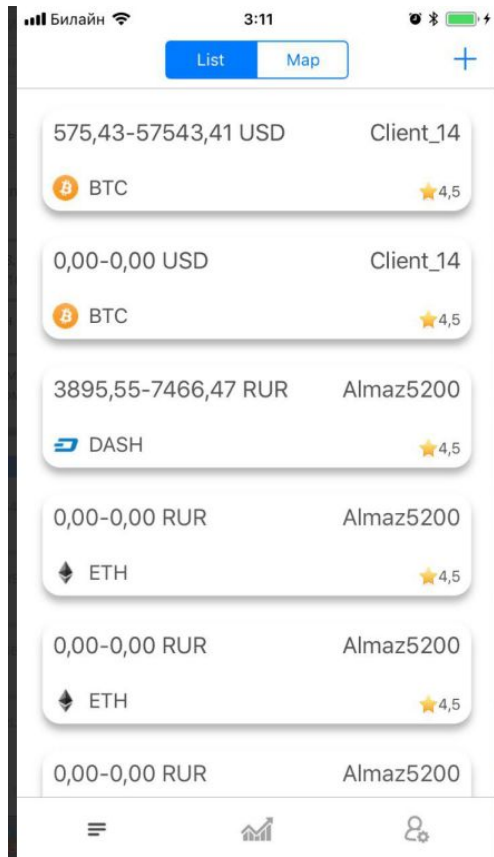 Билайн 3:11
List Map
575,43-57543,41 USD Client_14
BTC 4,5
0,00-0,00 USD Client_14
BTC 4,5
3895,55-7466,47 RUR Almaz5200
DASH 4,5
0,00-0,00 RUR Almaz5200
ETH 4,5
0,00-0,00 RUR Almaz5200
ETH 4,5
0,00-0,00 RUR Almaz5200